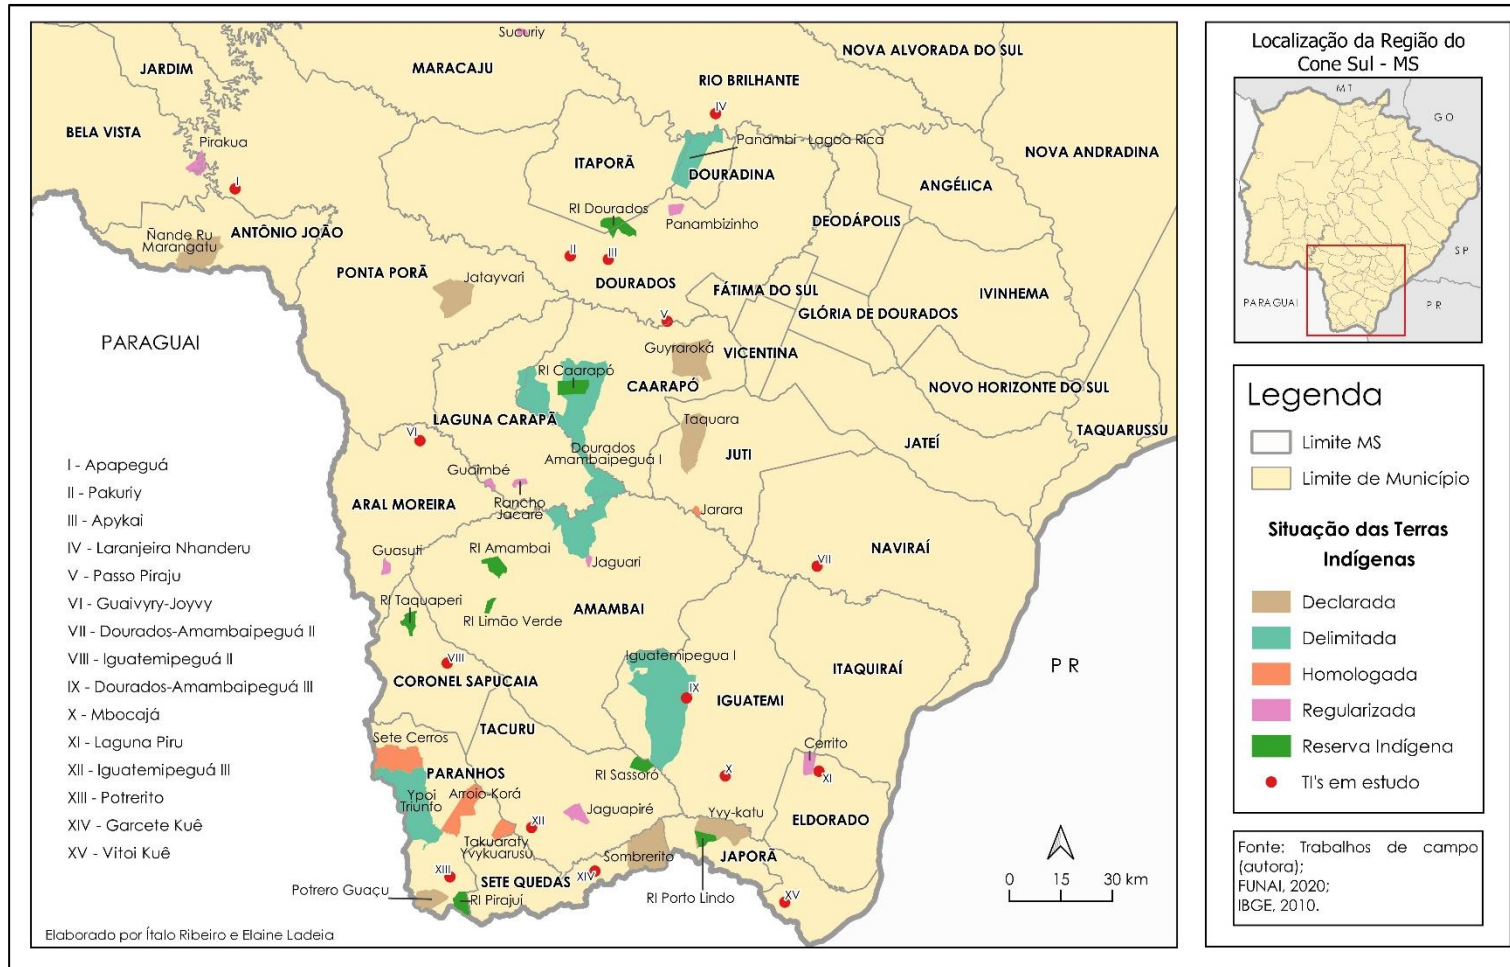 Sucuriy
NOVA ALVORADA DO SUL
JARDIM
MARACAJU
RIO BRILHANTE
IV
BELA VISTA
Pirakua
I
ITAPORÃ
Panambi - Lagoa Rica
DOURADINA
NOVA ANDRADINA
ANGÉLICA
RI Dourados
Panambizinho
DEODÁPOLIS
Ñande Ru
Marangatu
ANTÔNIO JOÃO
II
III
PONTA PORÃ
Jatayvari
DOURADOS
FÁTIMA DO SUL
IVINHEMA
GLÓRIA DE DOURADOS
PARAGUAI
V
Guyraroká
VICENTINA
RI Caarapó
CAARAPÓ
NOVO HORIZONTE DO SUL
LAGUNA CARAPÃ
Taquara
TAQUARUSSU
VI
JATEÍ
Dourados
Amambaipeguá I
JUTI
Guaimbé
Rancho
Jacaré
ARAL MOREIRA
Jarara
NAVIRAÍ
Guasuti
RI Amambai
Jaguari
VII
RI Taquaperi
RI Limão Verde
AMAMBAI
Iguatemipegua I
VIII
CORONEL SAPUCAIA
IX
IGUATEMI
ITAQUIRAÍ
P R
TACURU
Sete Cerros
PARANHOS
RI Sassoró
X
Cerrito
XI
Ypoi
Triunfo
Arroio-Korá
Jaguapiré
Yvy-katu
ELDORADO
Takuaraty
Yvykuarusu
XII
Sombrerito
JAPORÃ
XIII
SETE QUEDAS
XIV
Potrero Guaçu
RI Pirajuí
RI Porto Lindo
XV
0 15 30 km
I - Apapeguá
II - Pakuriy
III - Apykai
IV - Laranjeira Nhanderu
V - Passo Piraju
VI - Guaivyry-Joyvy
VII - Dourados-Amambaipeguá II
VIII - Iguatemipeguá II
IX - Dourados-Amambaipeguá III
X - Mbocajá
XI - Laguna Piru
XII - Iguatemipeguá III
XIII - Potrerito
XIV - Garcete Kuê
XV - Vitoi Kuê
Elaborado por Ítalo Ribeiro e Elaine Ladeia
Localização da Região do
Cone Sul - MS
M T
G O
S P
PARAGUAI
P R
Legenda
Limite MS
Limite de Município
Situação das Terras
Indígenas
Declarada
Delimitada
Homologada
Regularizada
Reserva Indígena
TI's em estudo
Fonte: Trabalhos de campo
(autora);
FUNAI, 2020;
IBGE, 2010.